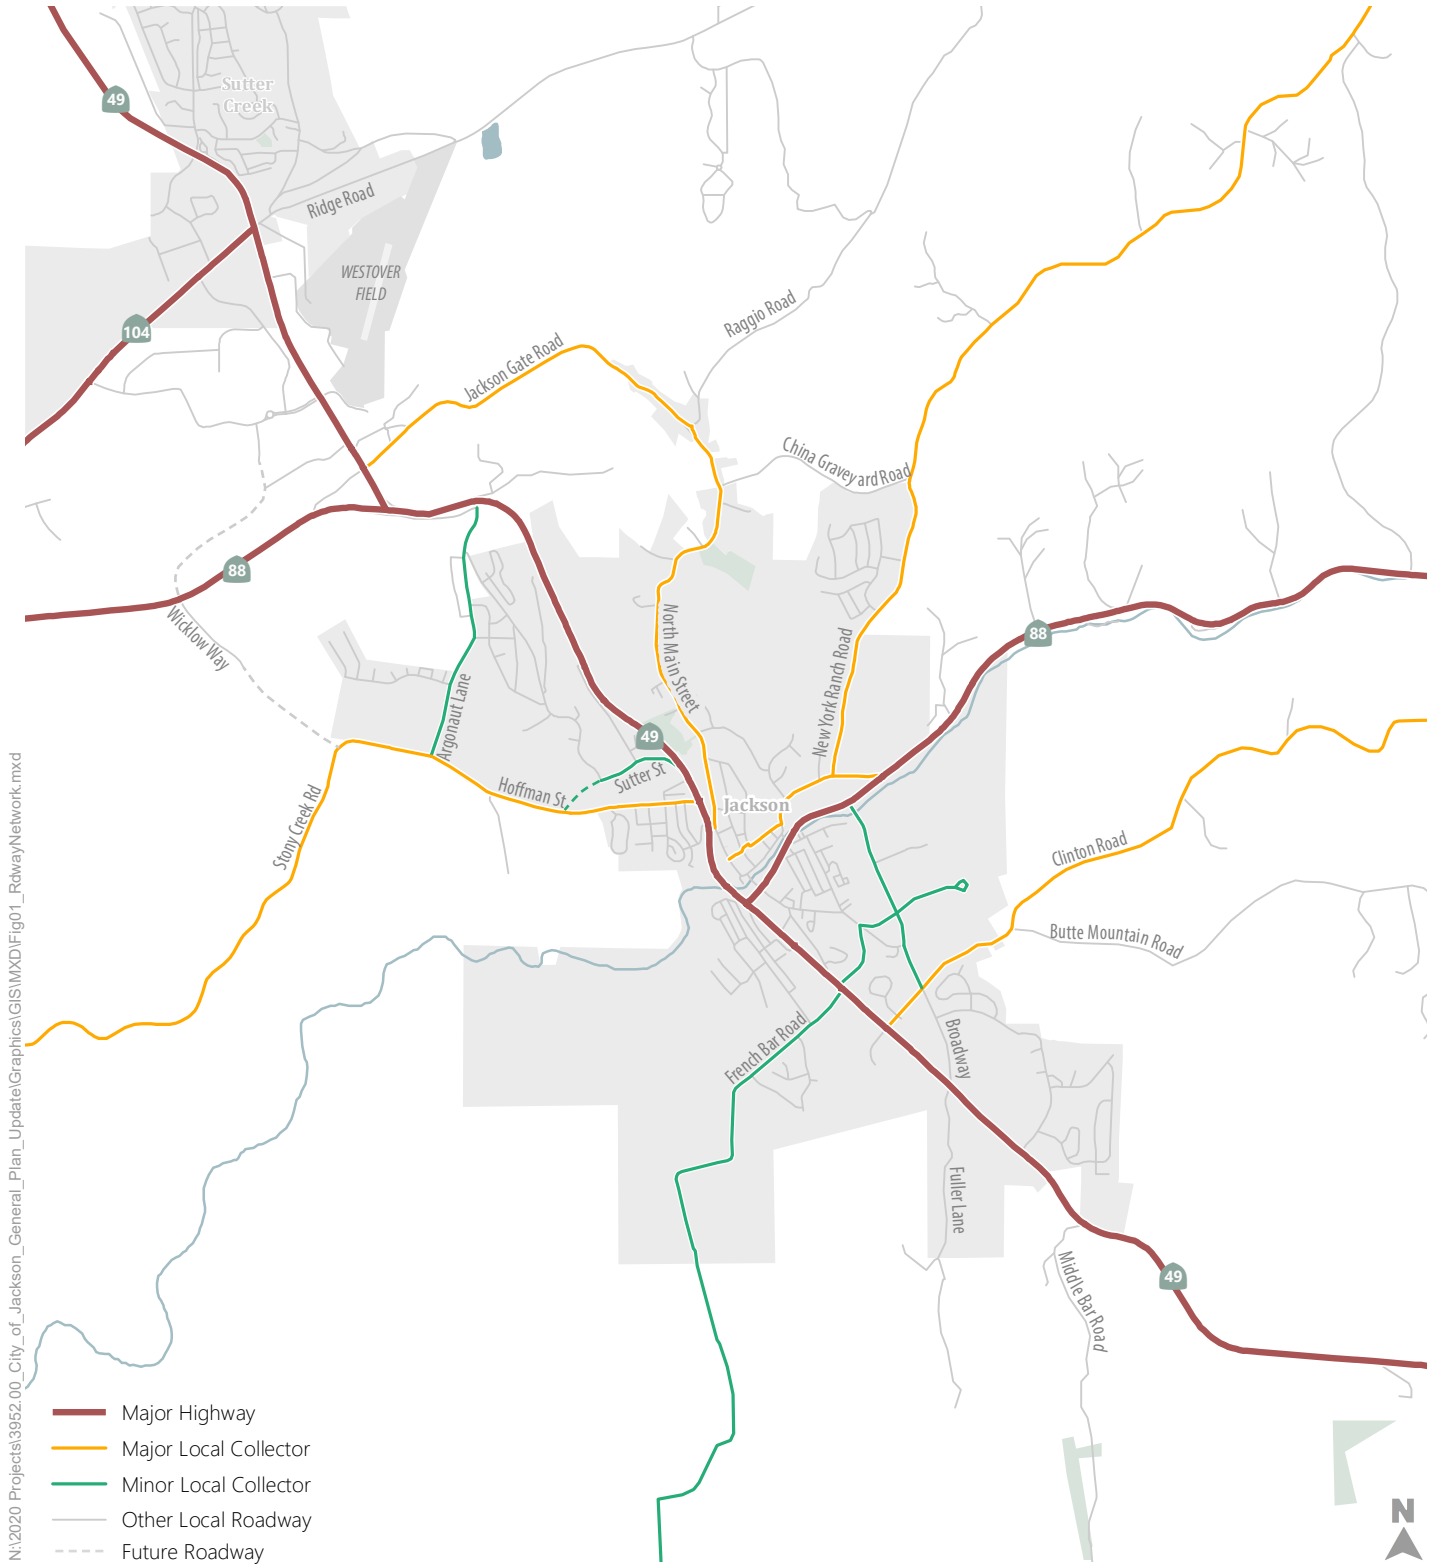 Sutter
Creek
49
Ridge Road
WESTOVER
FIELD
104
Raggio Road
Jackson Gate Road
China Graveyard Road
88
Wicklow Way
North Main Street
New York Ranch Road
88
Argonaut Lane
49
Sutter St
Hoffman St
Jackson
Stony Creek Rd
Clinton Road
Butte Mountain Road
French Bar Road
Broadway
Fuller Lane
Middle Bar Road
49
Major Highway
Major Local Collector
Minor Local Collector
Other Local Roadway
Future Roadway
N
N:\2020 Projects\3952.00_City_of_Jackson_General_Plan_Update\Graphics\GIS\MXD\Fig01_RdwayNetwork.mxd